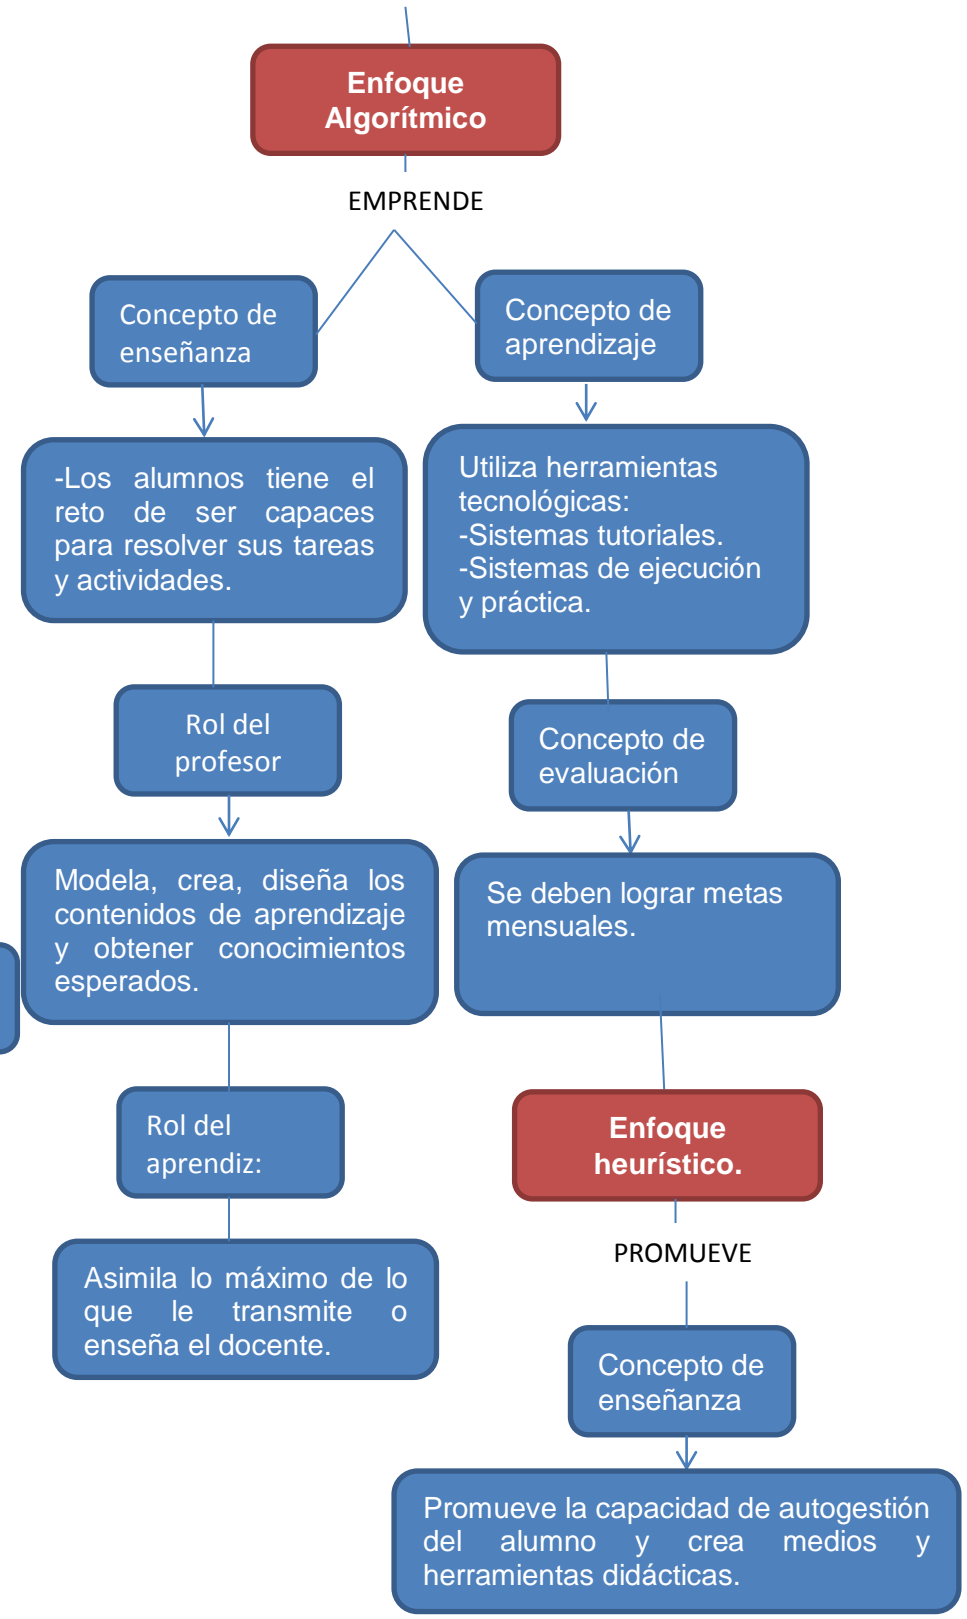 Enfoque
Algorítmico
EMPRENDE
Concepto de
enseñanza
Concepto de
aprendizaje
-Los alumnos tiene el
reto de ser capaces
para resolver sus tareas
y actividades.
Utiliza herramientas
tecnológicas:
-Sistemas tutoriales.
-Sistemas de ejecución
y práctica.
Rol del
profesor
Concepto de
evaluación
Modela, crea, diseña los
contenidos de aprendizaje
y obtener conocimientos
esperados.
Se deben lograr metas
mensuales.
Rol del
aprendiz:
Enfoque
heurístico.
Asimila lo máximo de lo
que le transmite o
enseña el docente.
PROMUEVE
Concepto de
enseñanza
Promueve la capacidad de autogestión
del alumno y crea medios y
herramientas didácticas.